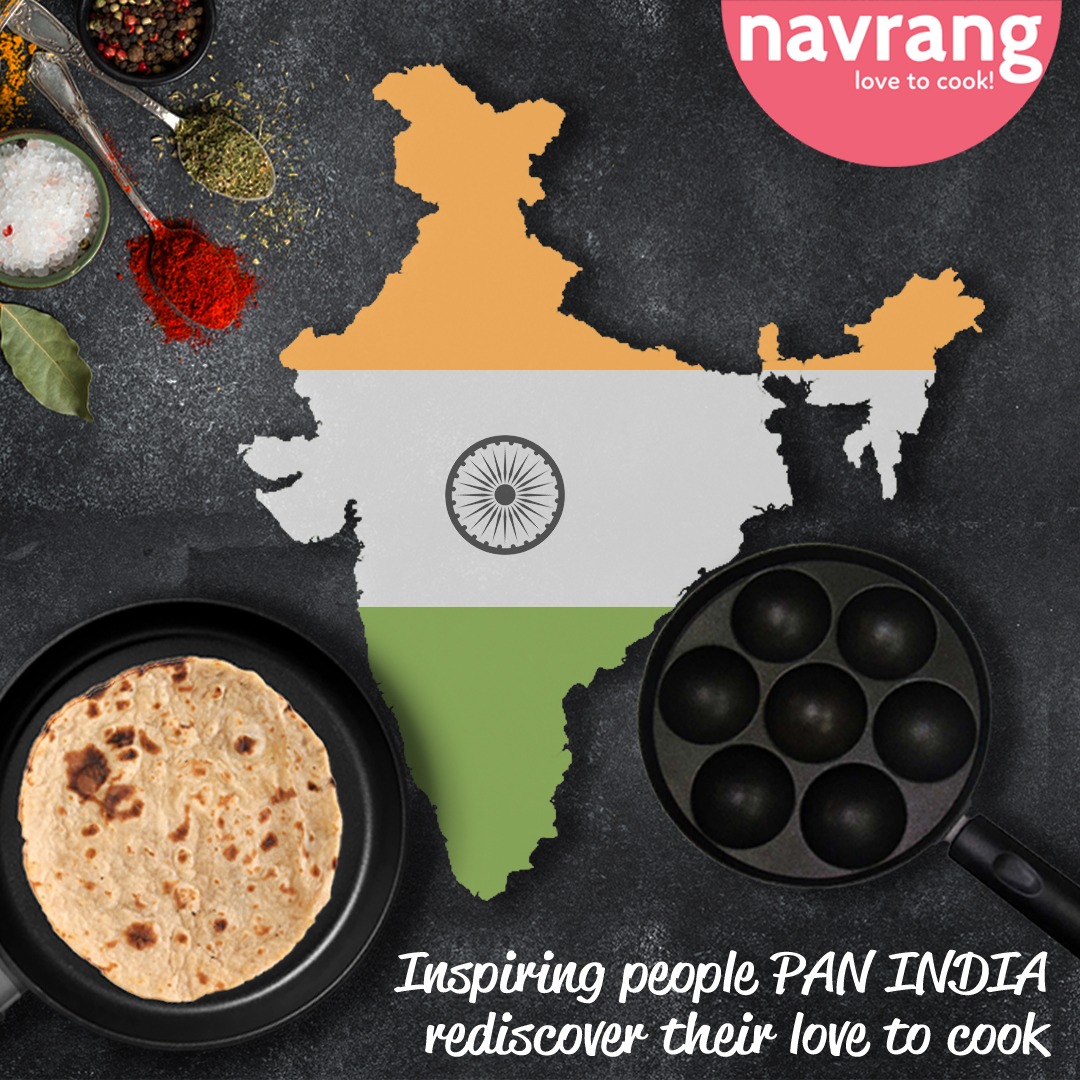 navrang
love to cook!
Inspiring people PAN INDIA
rediscover their love to cook